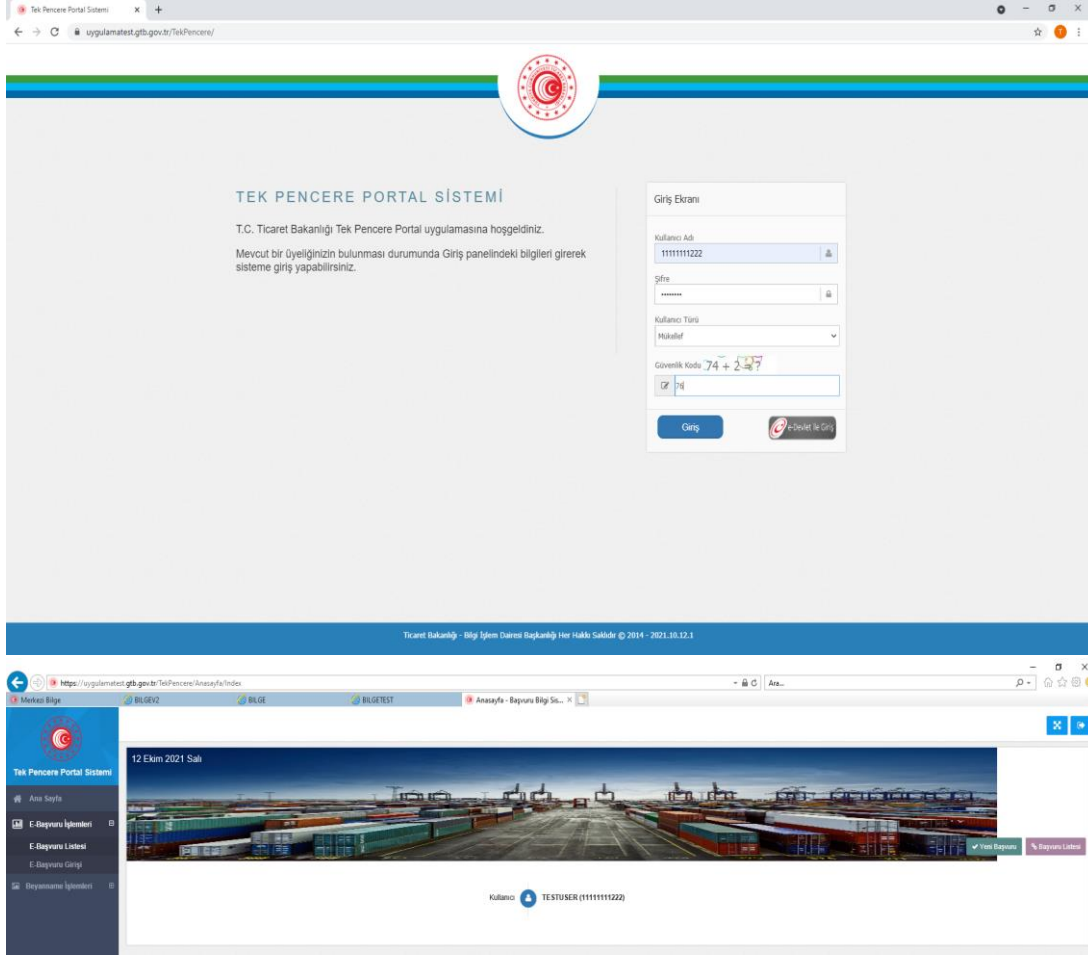 Tek Pencere Portal Sistemi
uygulamatest.gtb.gov.tr/TekPencere/
TEK PENCERE PORTAL SİSTEMİ
T.C. Ticaret Bakanlığı Tek Pencere Portal uygulamasına hoşgeldiniz.
Mevcut bir üyeliğinizin bulunması durumunda Giriş panelindeki bilgileri girerek
sisteme giriş yapabilirsiniz.
Giriş Ekranı
Kullanıcı Adı
11111111222
Şifre
Kullanıcı Türü
Mükellef
Güvenlik Kodu 74 + 2 = ?
76
Giriş
e-Devlet ile Giriş
Ticaret Bakanlığı - Bilgi İşlem Dairesi Başkanlığı Her Hakkı Saklıdır © 2014 - 2021.10.12.1
https://uygulamatest.gtb.gov.tr/TekPencere/Anasayfa/Index
Ara...
Merkezi Bilge
BILGEV2
BILGE
BILGETEST
Anasayfa - Başvuru Bilgi Sis...
Tek Pencere Portal Sistemi
12 Ekim 2021 Salı
Ana Sayfa
E-Başvuru İşlemleri
E-Başvuru Listesi
E-Başvuru Girişi
Beyanname İşlemleri
Yeni Başvuru
Başvuru Listesi
Kullanıcı
TESTUSER (11111111222)